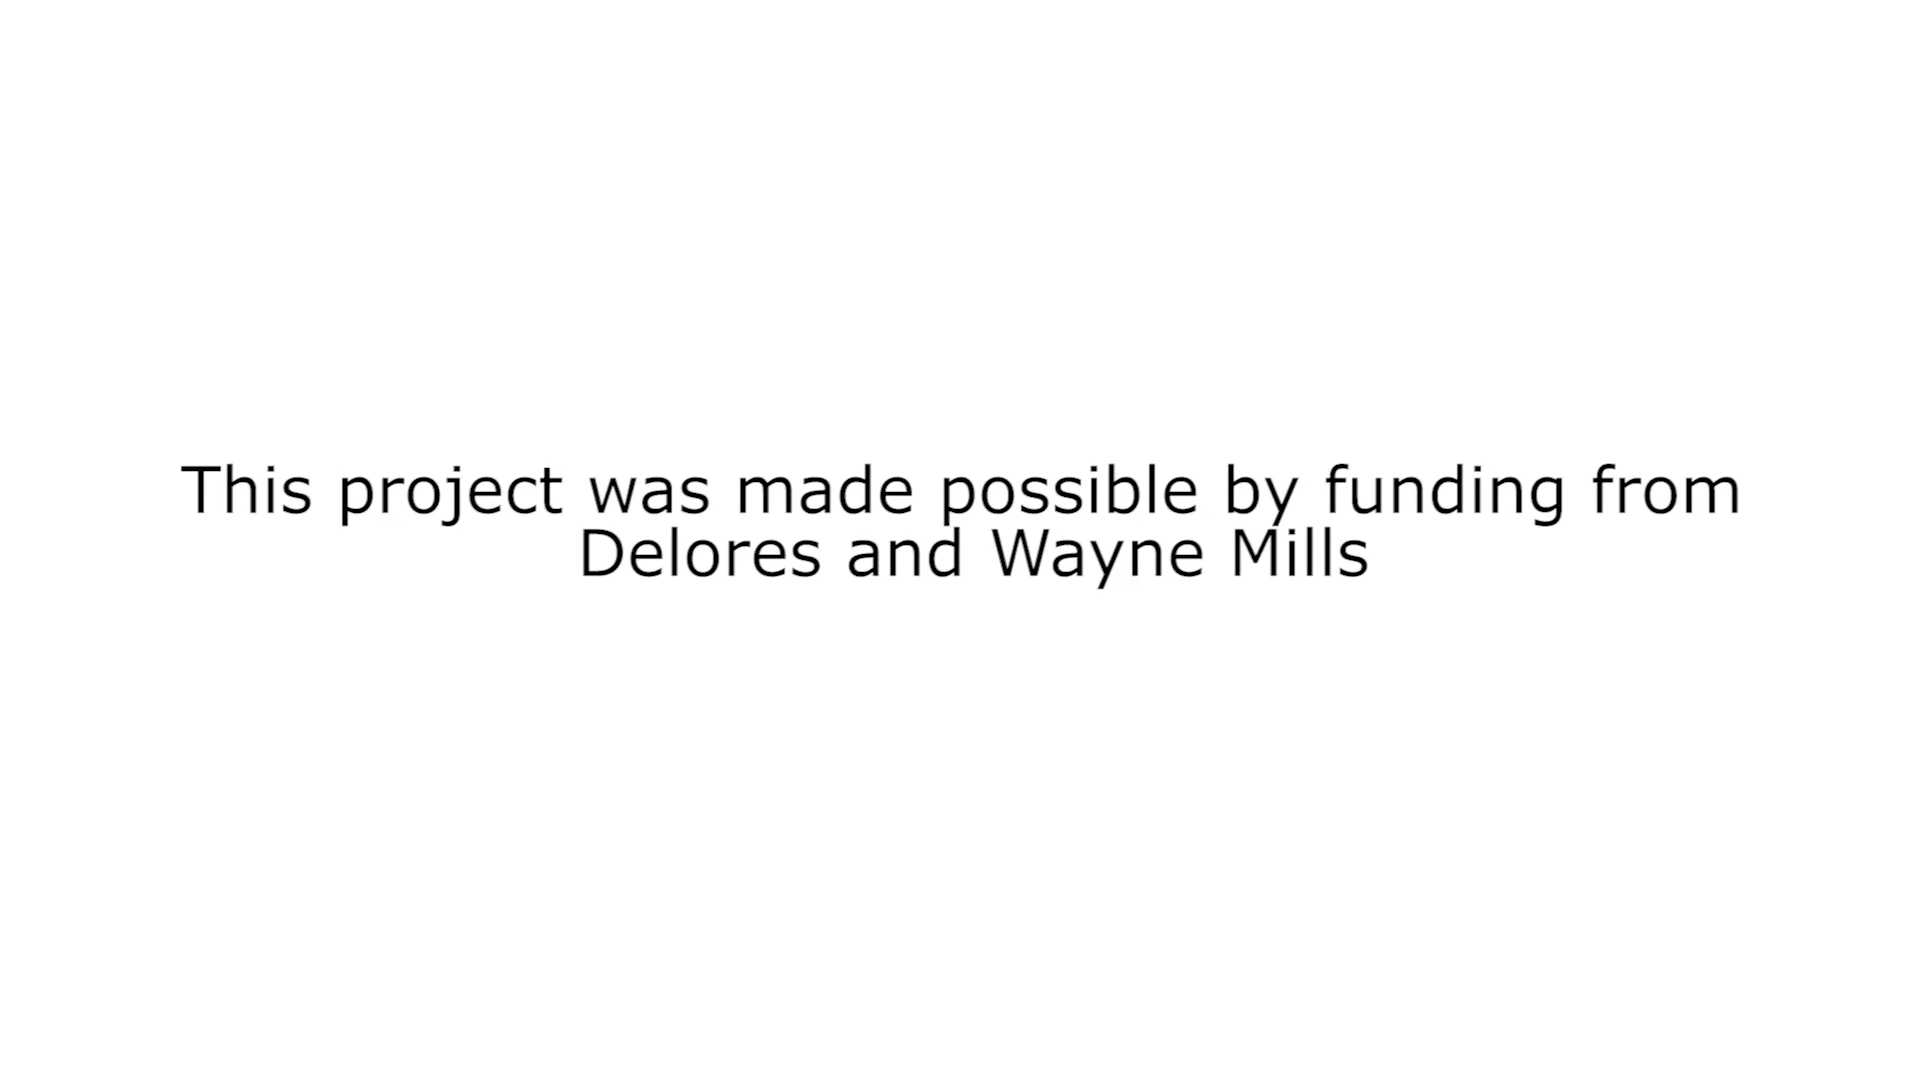 This project was made possible by funding from
Delores and Wayne Mills